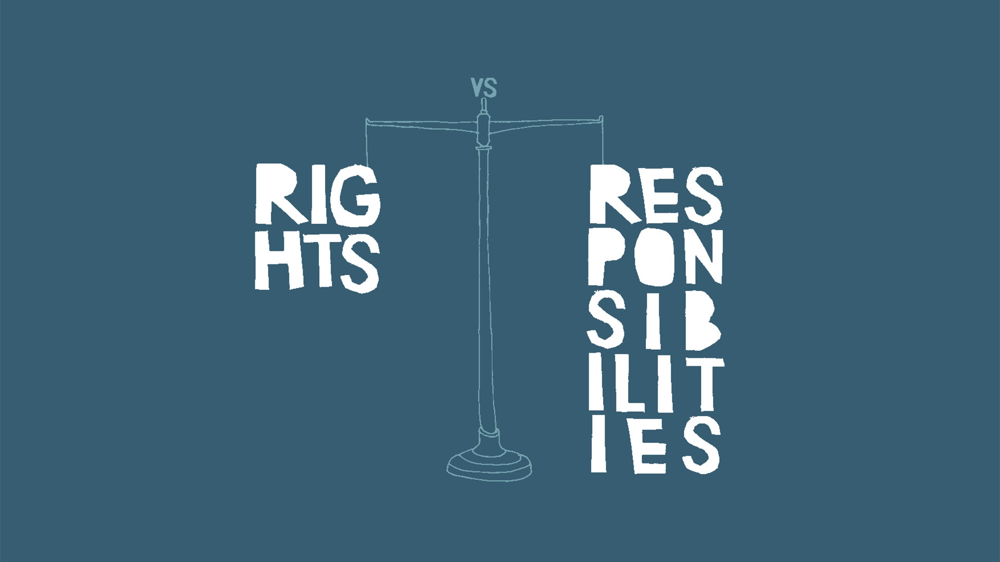 VS
RIG
HTS
RES
PON
SIB
ILIT
IES